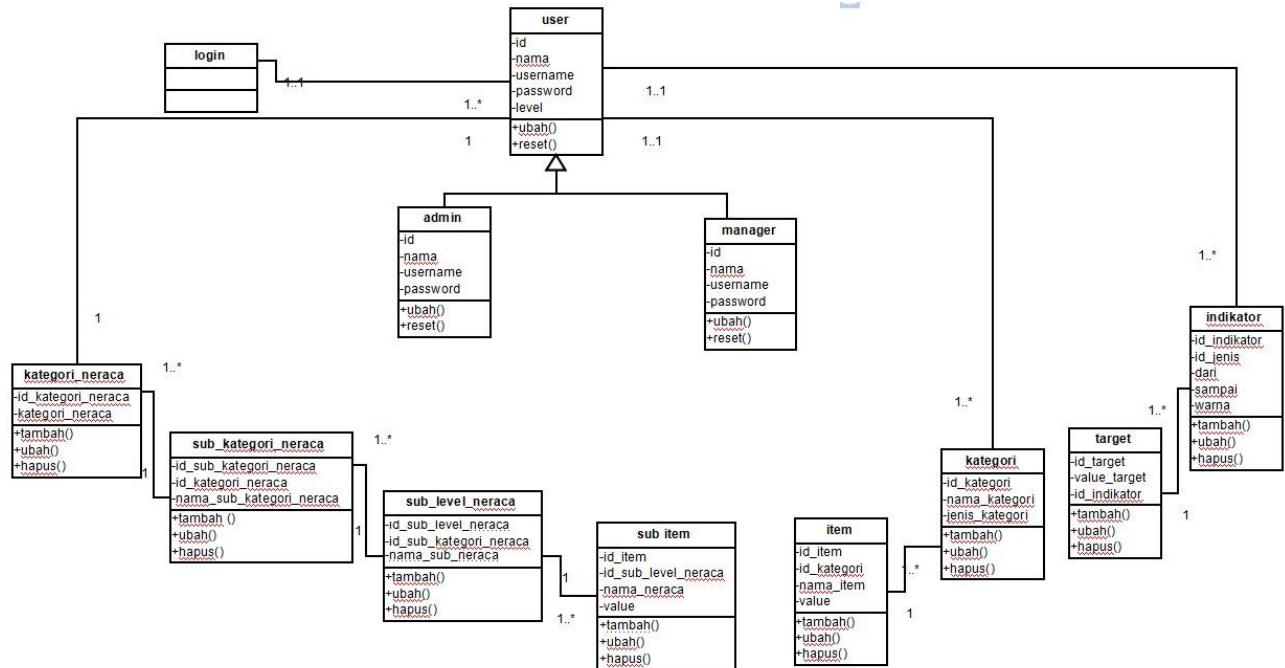 user
-id
-nama
-username
-password
-level
+ubah()
+reset()
login
1..1
1..*
1
1..1
1..1
admin
-id
-nama
-username
-password
+ubah()
+reset()
manager
-id
-nama
-username
-password
+ubah()
+reset()
1..*
1
indikator
-id_indikator
-id_jenis
-dari
-sampai
-warna
+tambah()
+ubah()
+hapus()
kategori_neraca
-id_kategori_neraca
-kategori_neraca
+tambah()
+ubah()
+hapus()
1..*
1
sub_kategori_neraca
-id_sub_kategori_neraca
-id_kategori_neraca
-nama_sub_kategori_neraca
+tambah ()
+ubah()
+hapus()
1..*
1
sub_level_neraca
-id_sub_level_neraca
-id_sub_kategori_neraca
-nama_sub_neraca
+tambah()
+ubah()
+hapus()
1
1..*
sub item
-id_item
-id_sub_level_neraca
-nama_neraca
-value
+tambah()
+ubah()
+hapus()
item
-id_item
-id_kategori
-nama_item
-value
+tambah()
+ubah()
+hapus()
1..*
1
1..*
kategori
-id_kategori
-nama_kategori
-jenis_kategori
+tambah()
+ubah()
+hapus()
target
-id_target
-value_target
-id_indikator
+tambah()
+ubah()
+hapus()
1..*
1